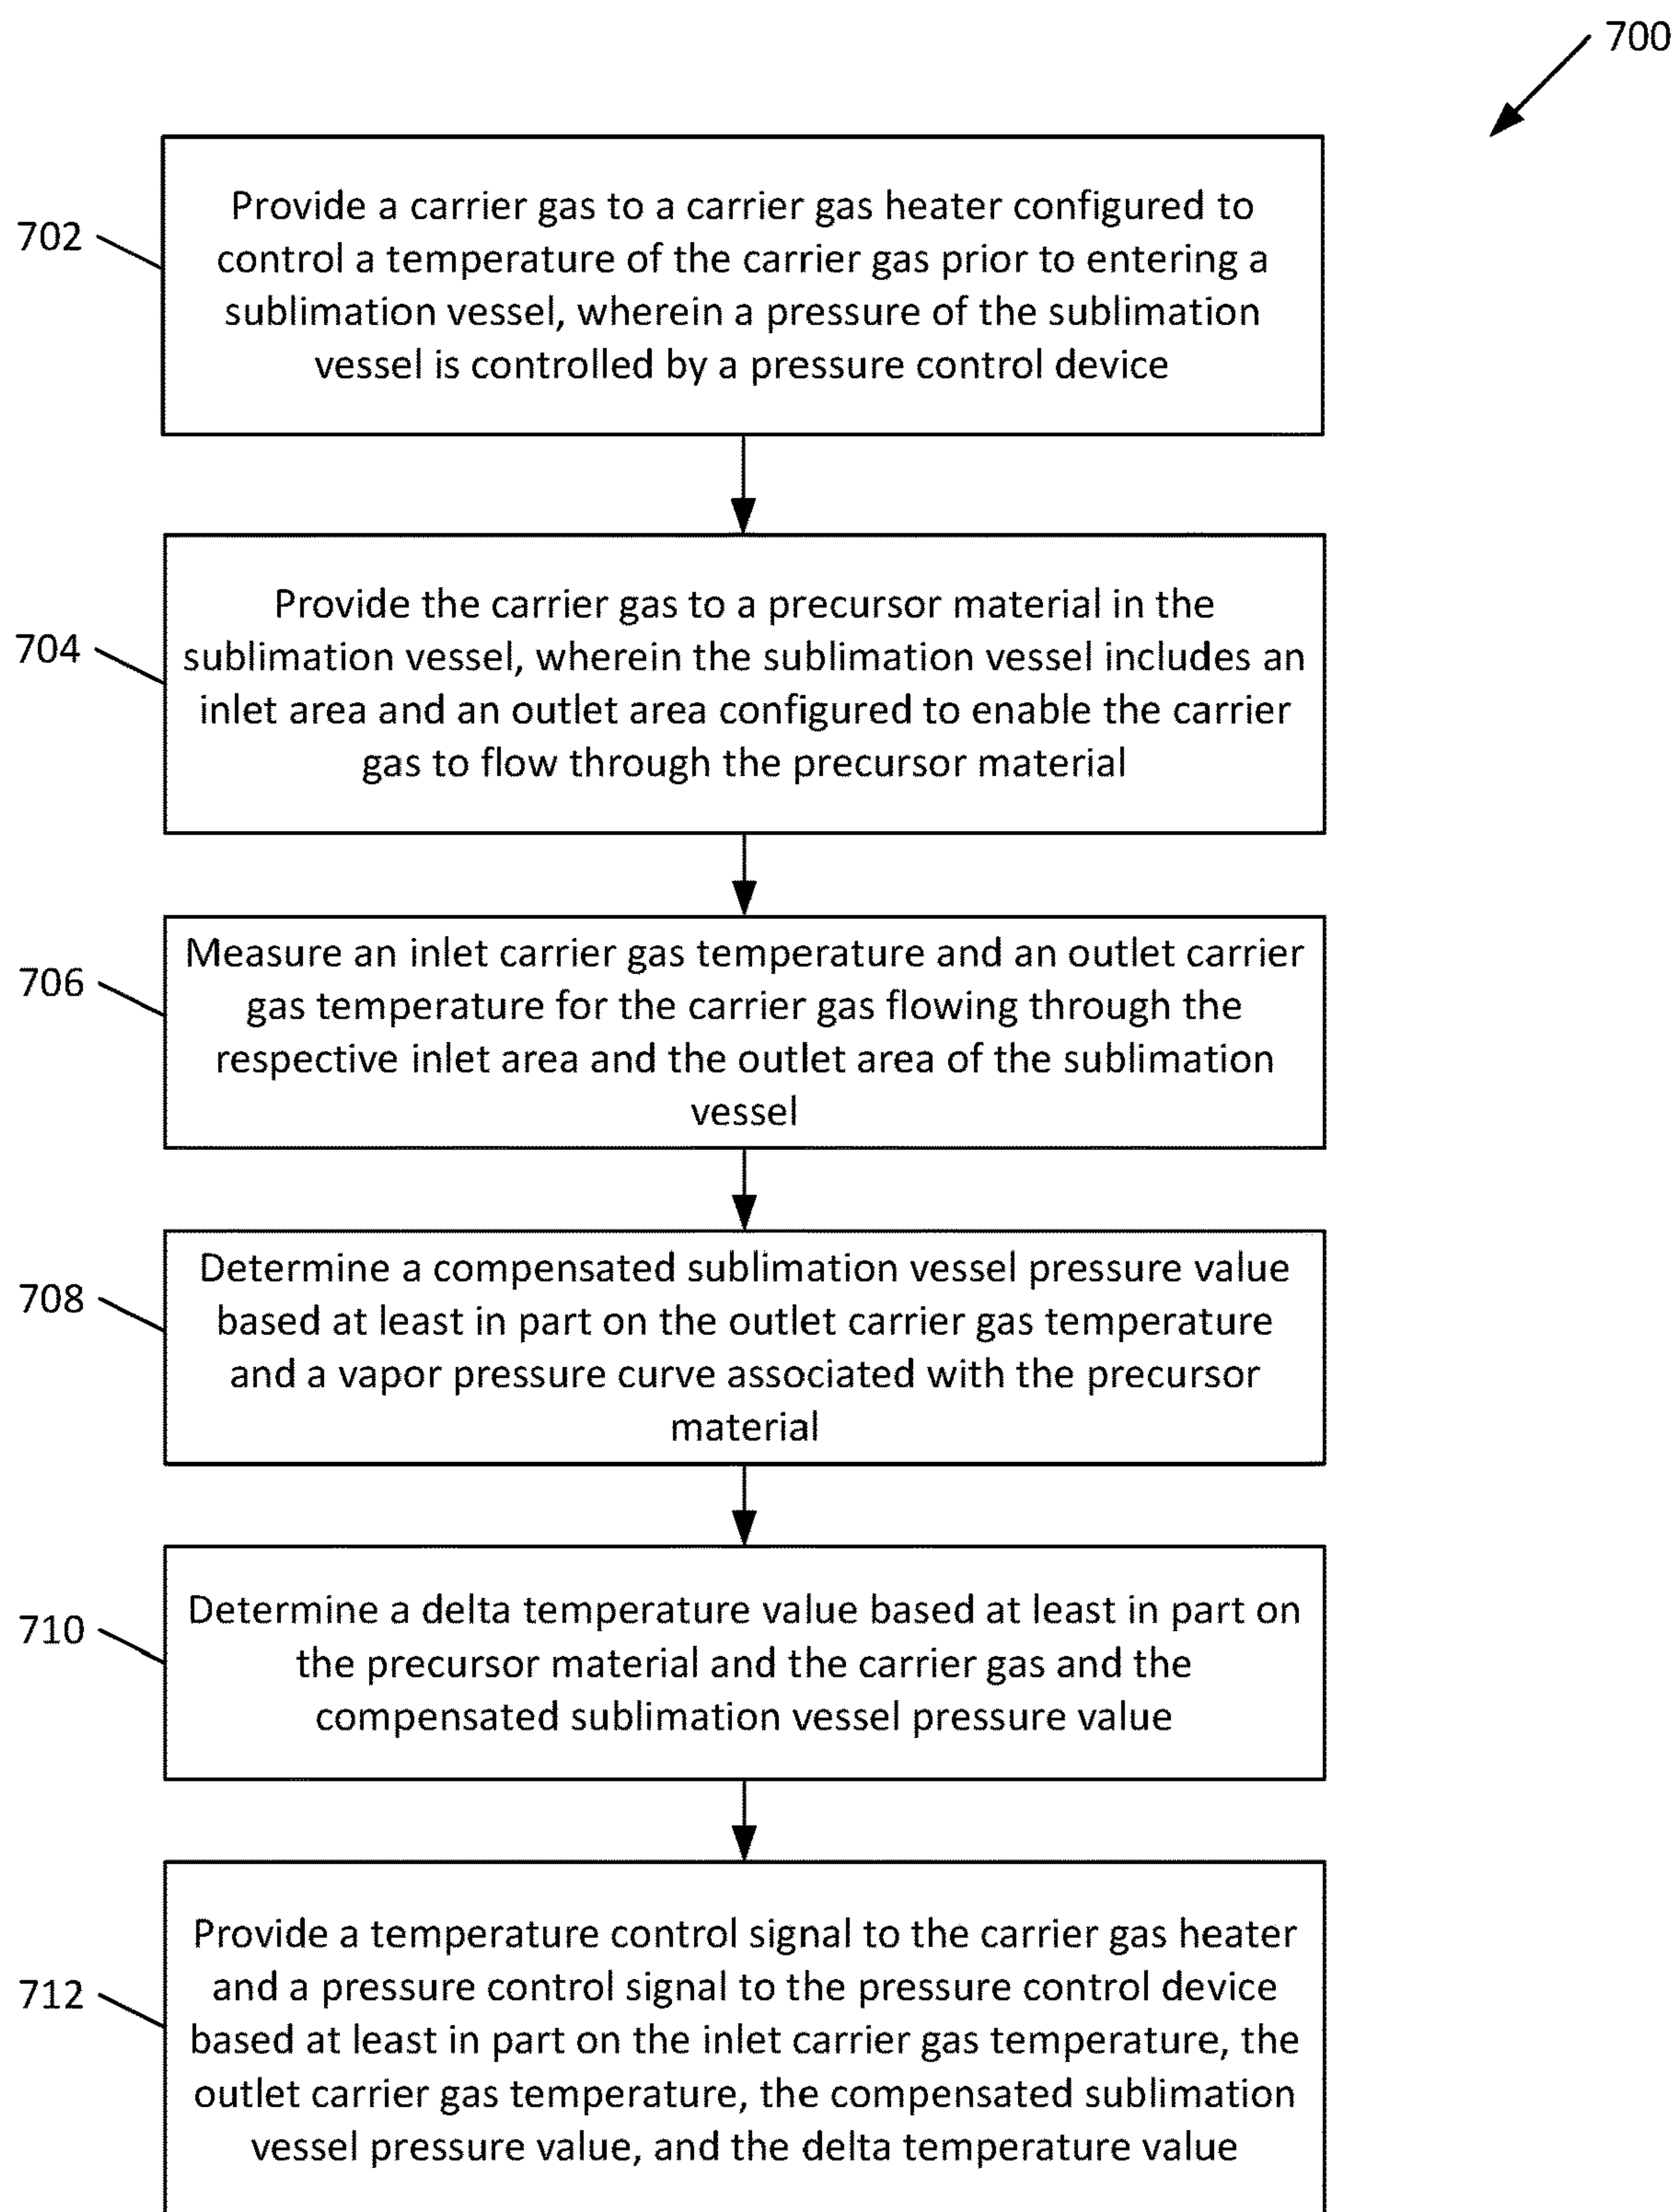 700
702
Provide a carrier gas to a carrier gas heater configured to
control a temperature of the carrier gas prior to entering a
sublimation vessel, wherein a pressure of the sublimation
vessel is controlled by a pressure control device
704
Provide the carrier gas to a precursor material in the
sublimation vessel, wherein the sublimation vessel includes an
inlet area and an outlet area configured to enable the carrier
gas to flow through the precursor material
706
Measure an inlet carrier gas temperature and an outlet carrier
gas temperature for the carrier gas flowing through the
respective inlet area and the outlet area of the sublimation
vessel
708
Determine a compensated sublimation vessel pressure value
based at least in part on the outlet carrier gas temperature
and a vapor pressure curve associated with the precursor
material
710
Determine a delta temperature value based at least in part on
the precursor material and the carrier gas and the
compensated sublimation vessel pressure value
712
Provide a temperature control signal to the carrier gas heater
and a pressure control signal to the pressure control device
based at least in part on the inlet carrier gas temperature, the
outlet carrier gas temperature, the compensated sublimation
vessel pressure value, and the delta temperature value